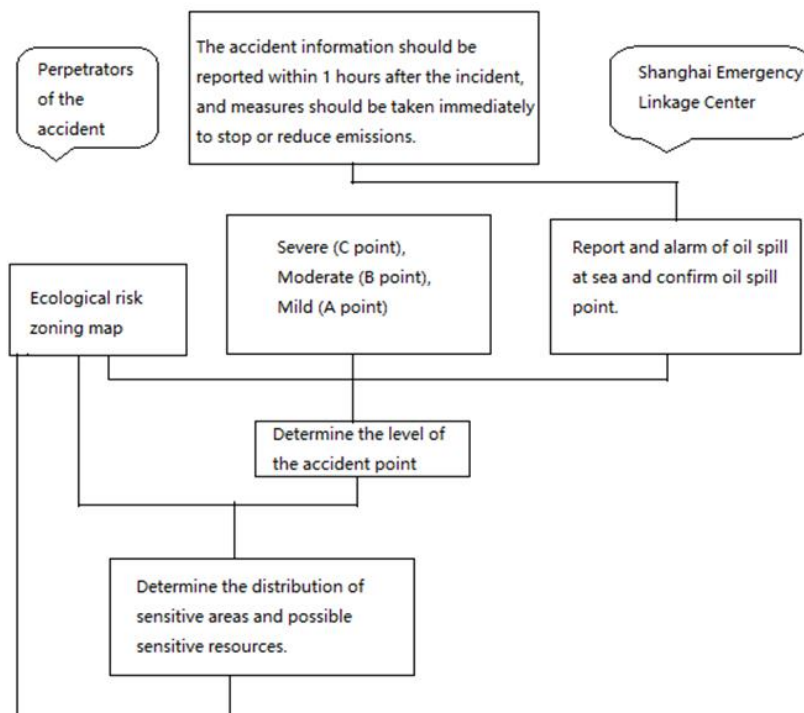 Perpetrators
of the
accident
The accident information should be
reported within 1 hours after the incident,
and measures should be taken immediately
to stop or reduce emissions.
Shanghai Emergency
Linkage Center
Ecological risk
zoning map
Severe (C point),
Moderate (B point),
Mild (A point)
Report and alarm of oil spill
at sea and confirm oil spill
point.
Determine the level of
the accident point
Determine the distribution of
sensitive areas and possible
sensitive resources.